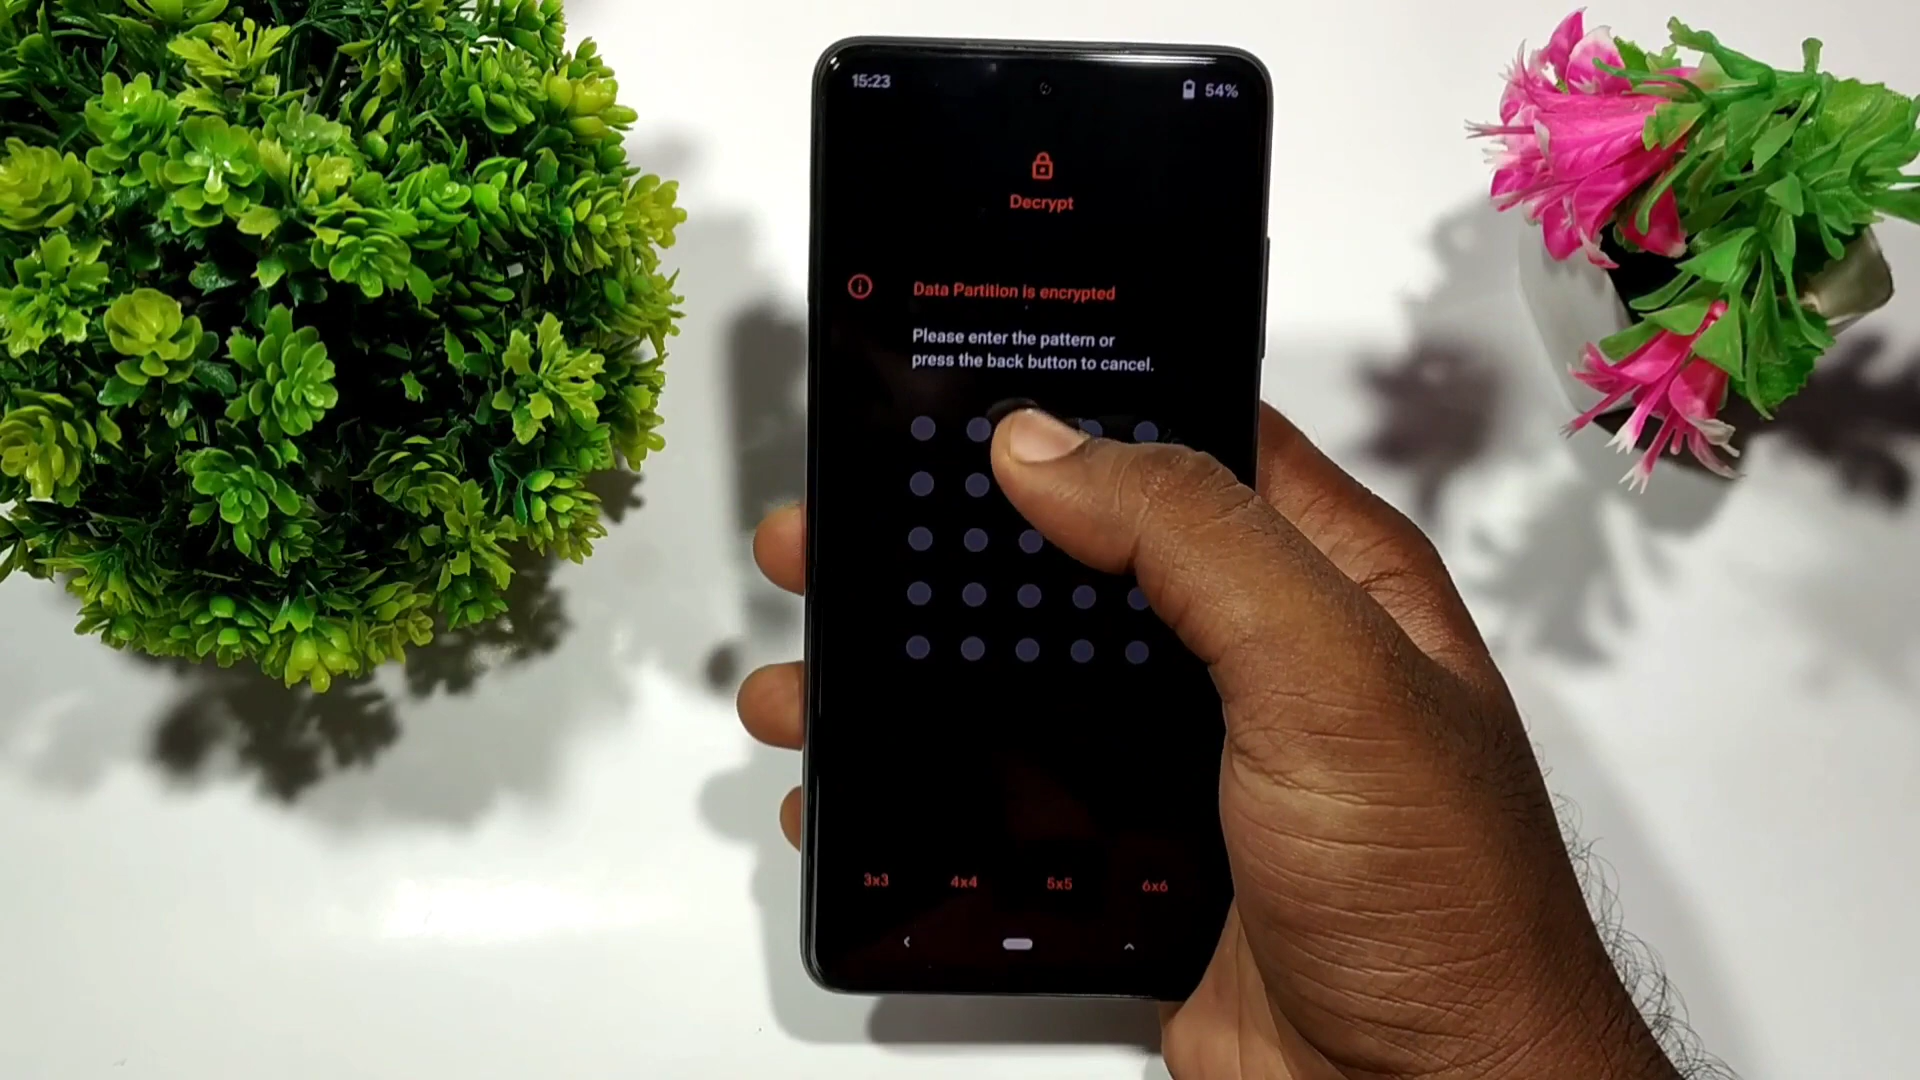 15:23
54%
Decrypt
Data Partition is encrypted
Please enter the pattern or
press the back button to cancel.
3x3 4x4 5x5 6x6